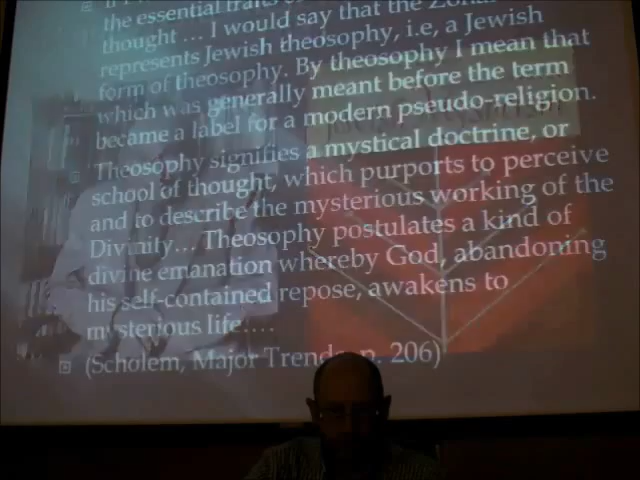 the essential traits of
thought ... I would say that the Zohar
represents Jewish theosophy, i.e, a Jewish
form of theosophy. By theosophy I mean that
which was generally meant before the term
became a label for a modern pseudo-religion.
Theosophy signifies a mystical doctrine, or
school of thought, which purports to perceive
and to describe the mysterious working of the
Divinity... Theosophy postulates a kind of
divine emanation whereby God, abandoning
his self-contained repose, awakens to
mysterious life....
(Scholem, Major Trends, p. 206)